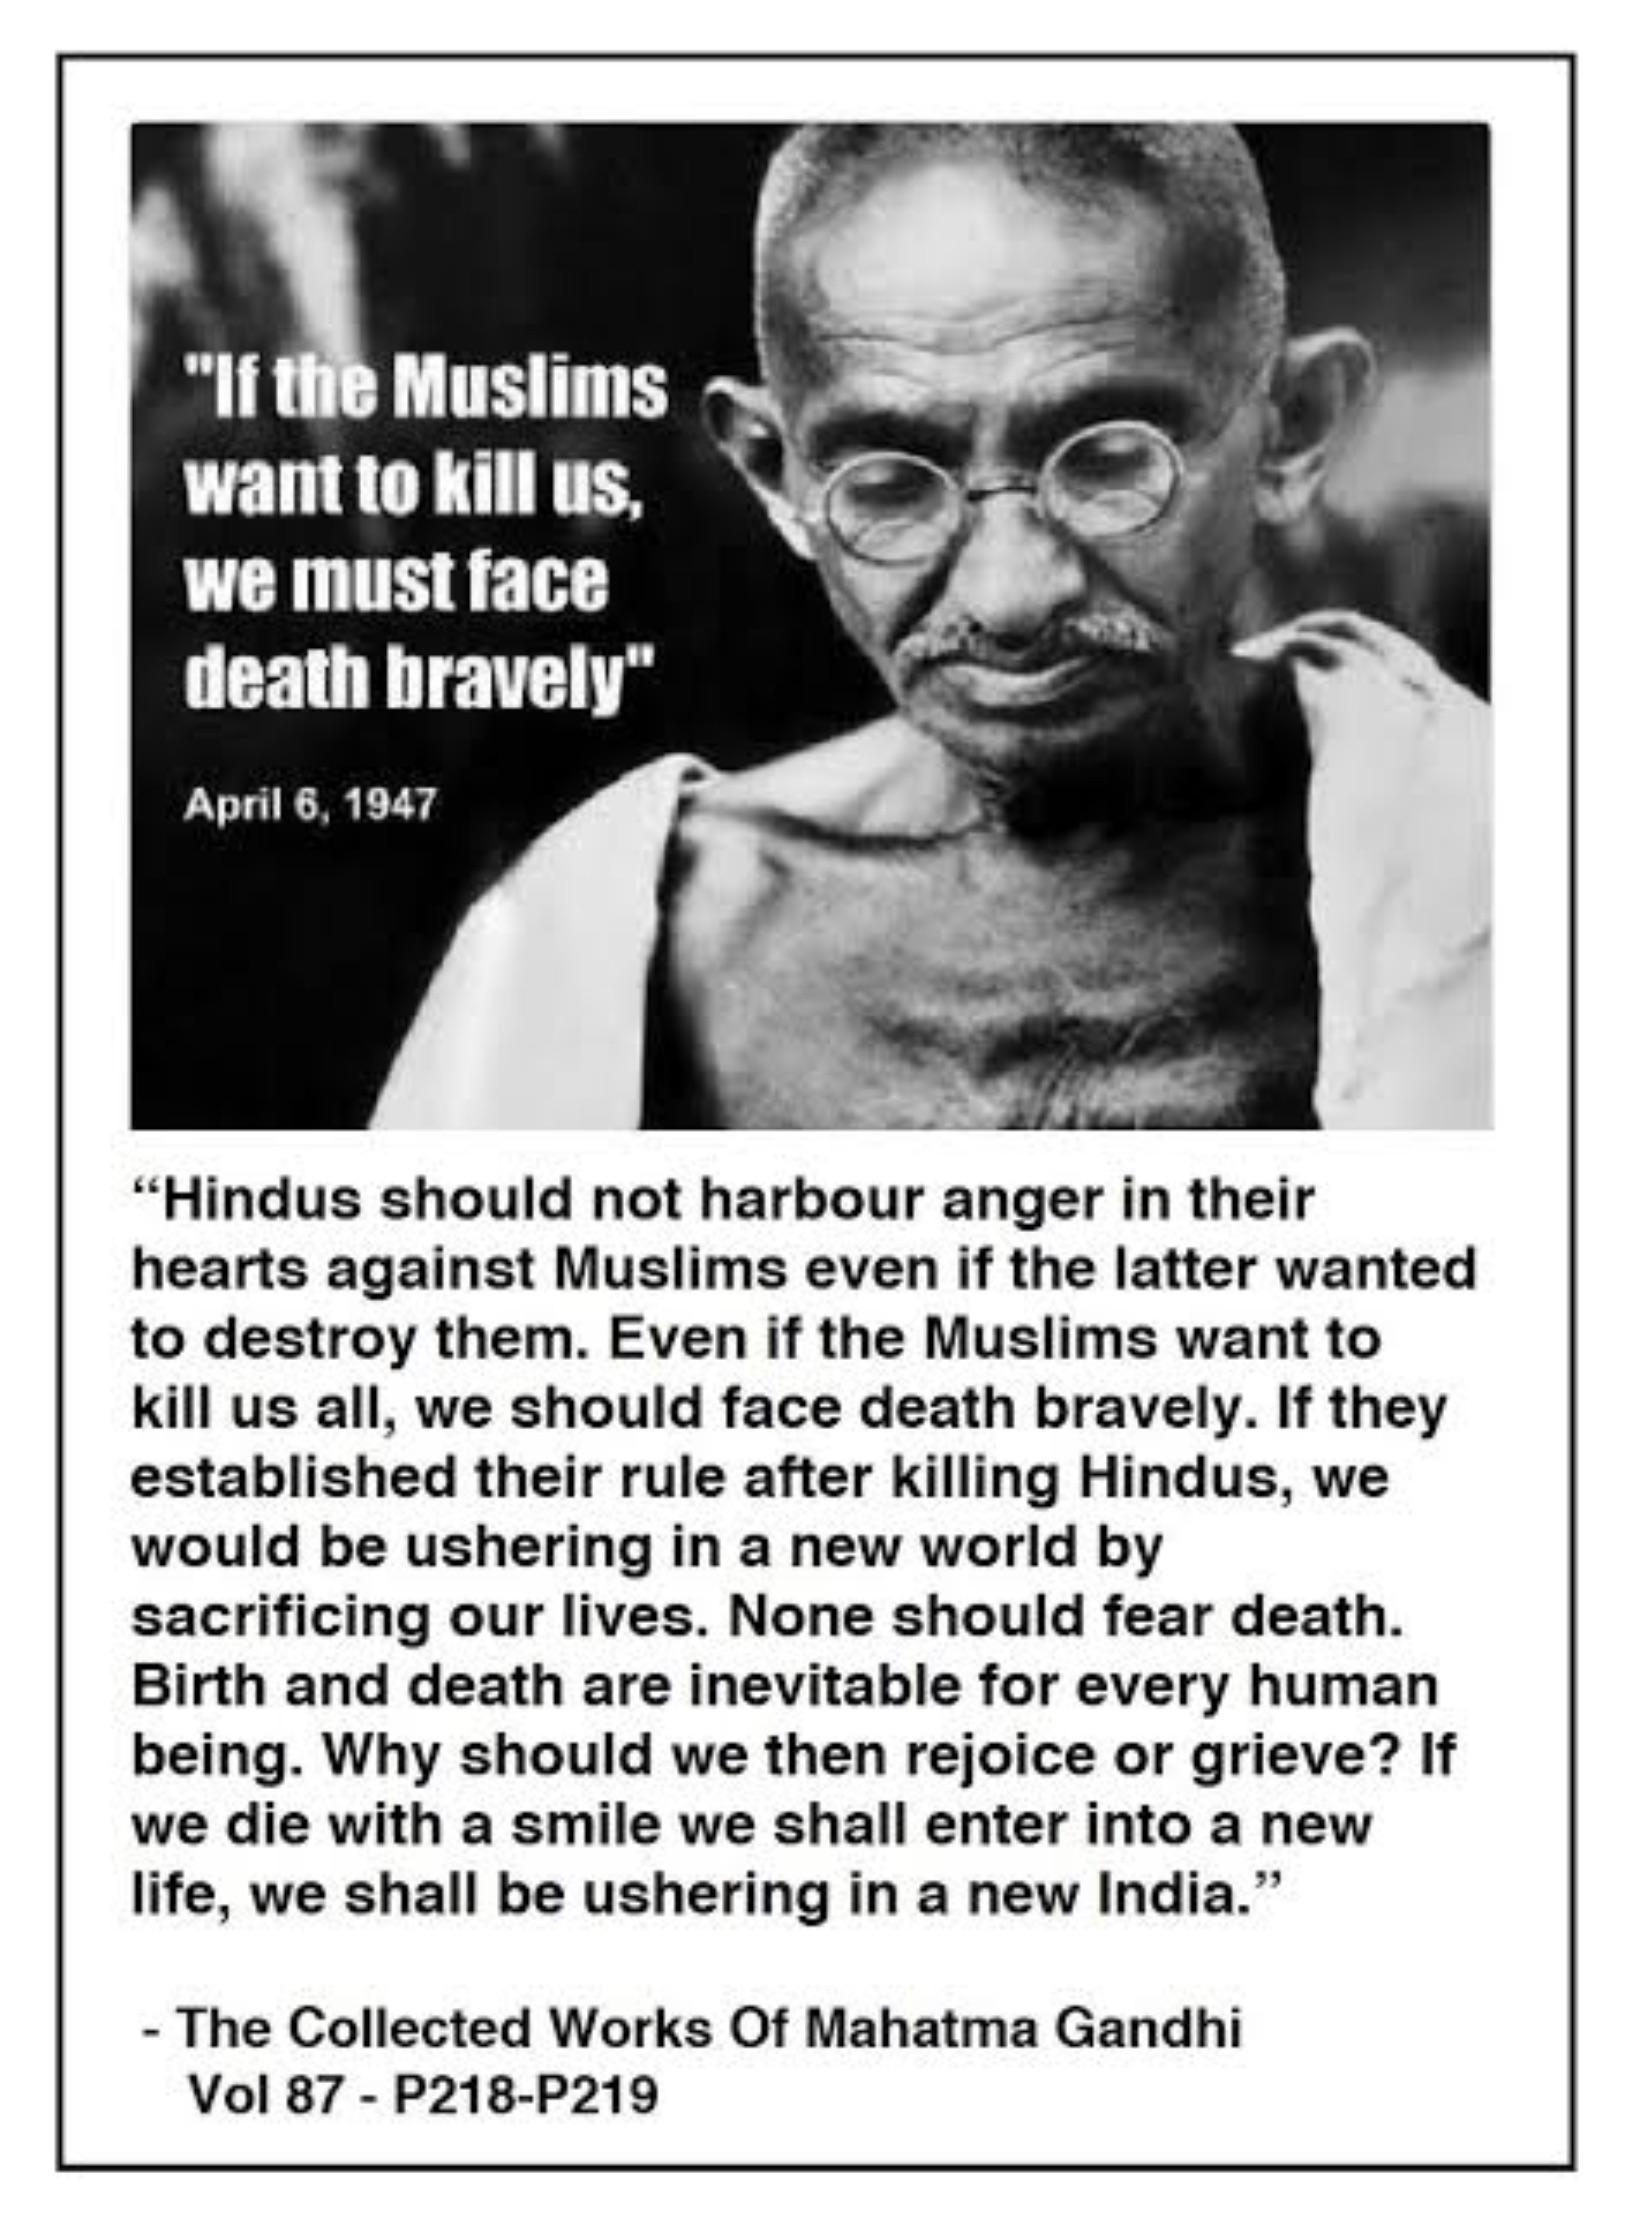 "If the Muslims
want to kill us,
we must face
death bravely"
April 6, 1947
“Hindus should not harbour anger in their
hearts against Muslims even if the latter wanted
to destroy them. Even if the Muslims want to
kill us all, we should face death bravely. If they
established their rule after killing Hindus, we
would be ushering in a new world by
sacrificing our lives. None should fear death.
Birth and death are inevitable for every human
being. Why should we then rejoice or grieve? If
we die with a smile we shall enter into a new
life, we shall be ushering in a new India.”
- The Collected Works Of Mahatma Gandhi
Vol 87 - P218-P219